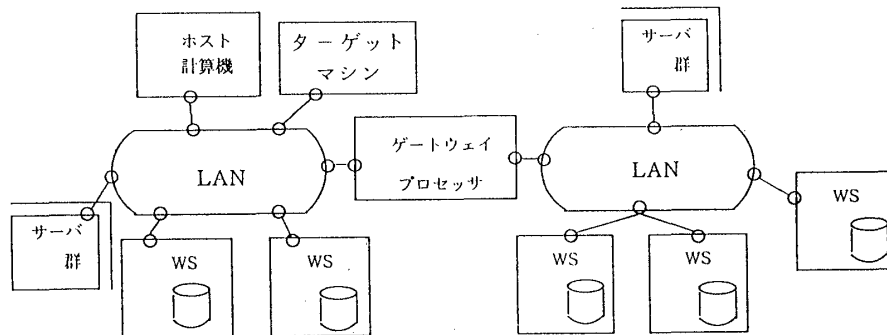 ホスト
計算機
ターゲット
マシン
サーバ
群
ゲートウェイ
プロセッサ
LAN
LAN
サーバ
群
WS
WS
WS
WS
WS